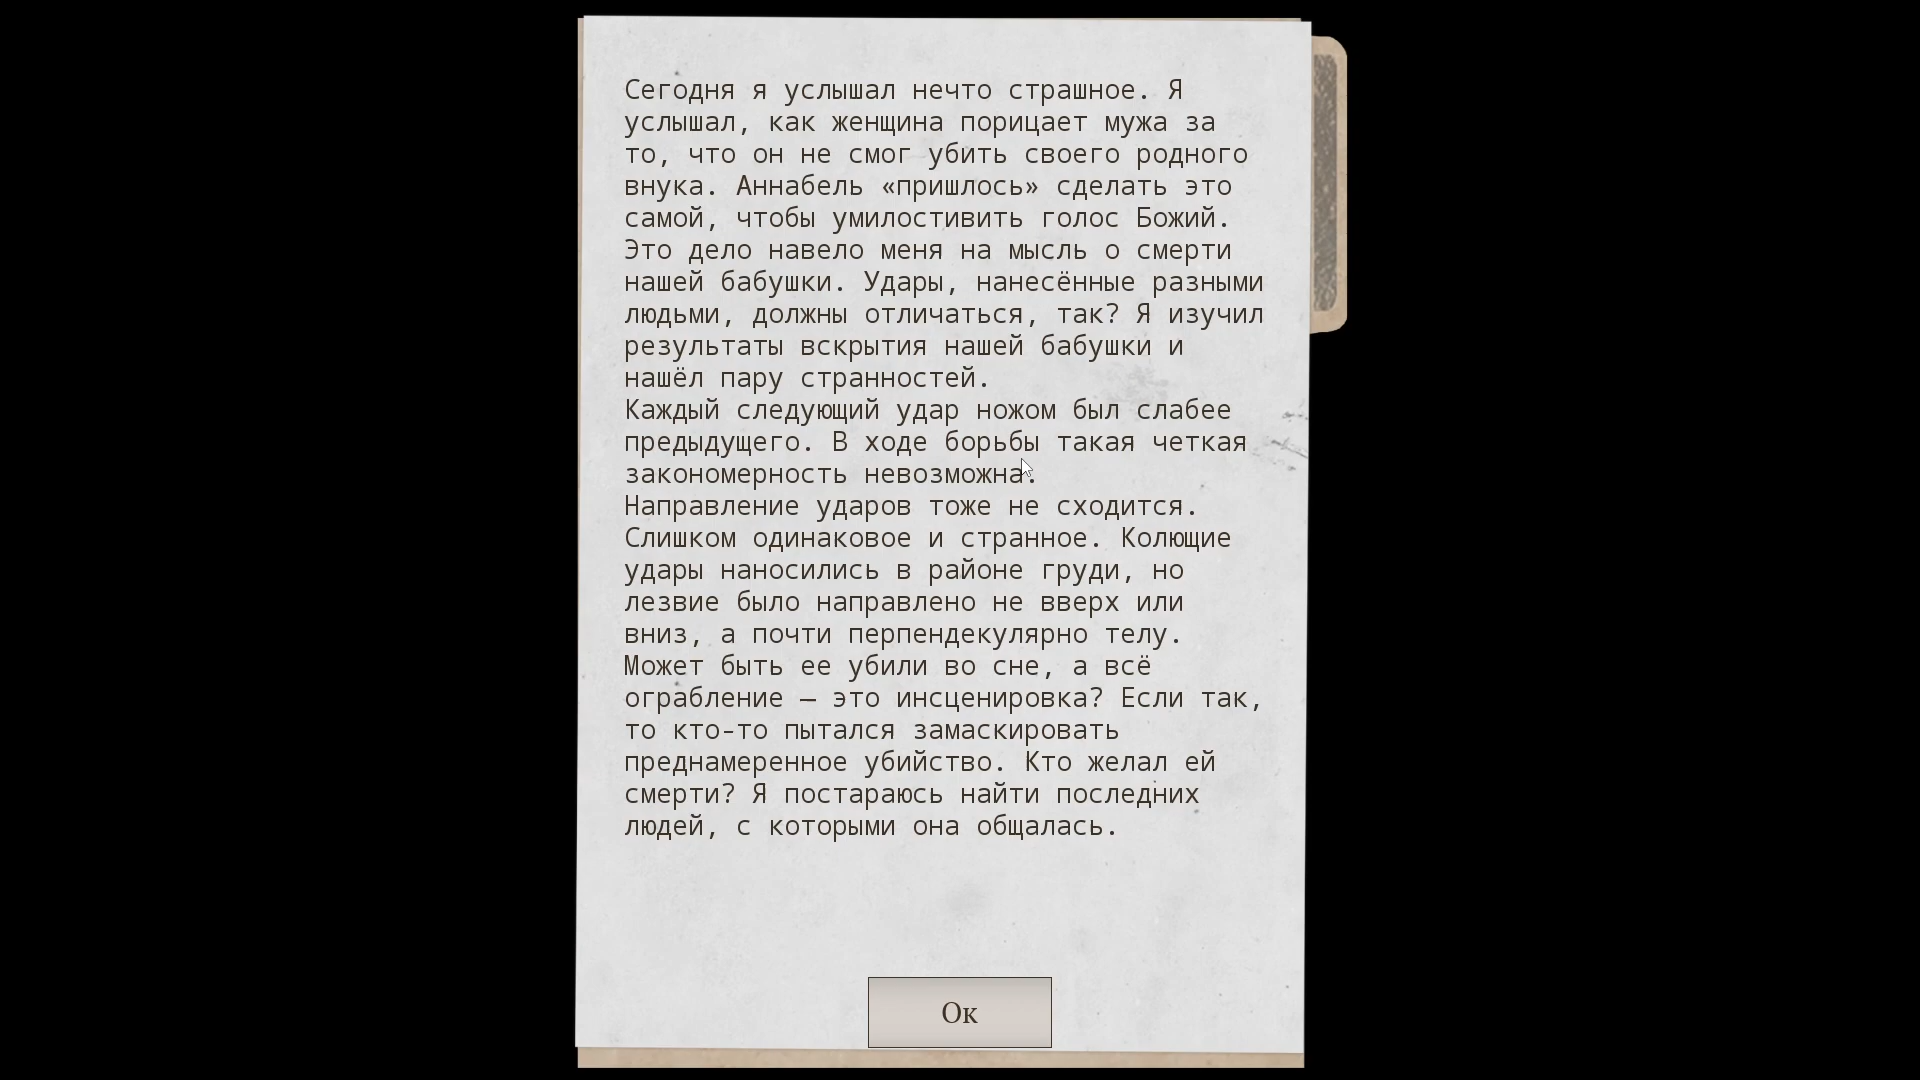 Сегодня я услышал нечто страшное. Я
услышал, как женщина порицает мужа за
то, что он не смог убить своего родного
внука. Аннабель «пришлось» сделать это
самой, чтобы умилостивить голос Божий.
Это дело навело меня на мысль о смерти
нашей бабушки. Удары, нанесённые разными
людьми, должны отличаться, так? Я изучил
результаты вскрытия нашей бабушки и
нашёл пару странностей.
Каждый следующий удар ножом был слабее
предыдущего. В ходе борьбы такая четкая
закономерность невозможна.
Направление ударов тоже не сходится.
Слишком одинаковое и странное. Колющие
удары наносились в районе груди, но
лезвие было направлено не вверх или
вниз, а почти перпендекулярно телу.
Может быть ее убили во сне, а всё
ограбление — это инсценировка? Если так,
то кто-то пытался замаскировать
преднамеренное убийство. Кто желал ей
смерти? Я постараюсь найти последних
людей, с которыми она общалась.
Ок